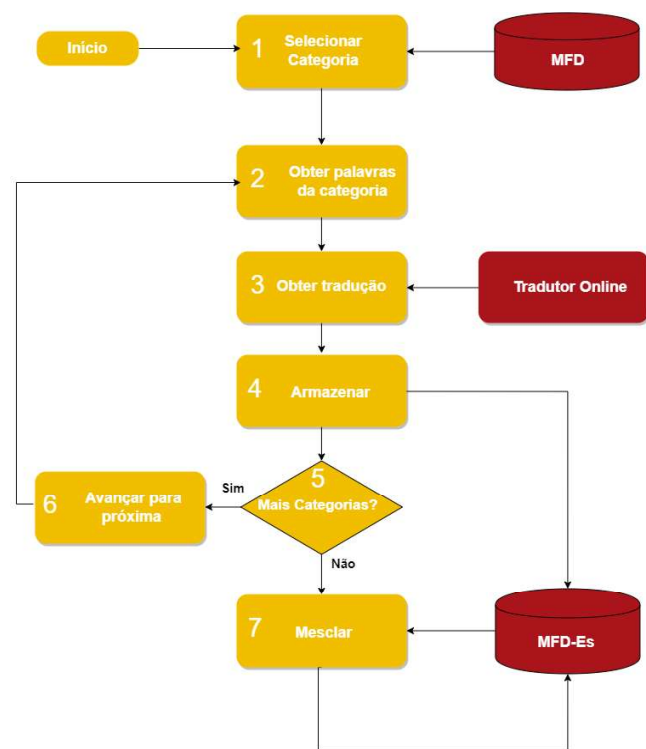 Início
1
Selecionar
Categoria
MFD
2
Obter palavras
da categoria
3
Obter tradução
Tradutor Online
4
Armazenar
5
Mais Categorias?
Sim
6
Avançar para
próxima
Não
7
Mesclar
MFD-Es